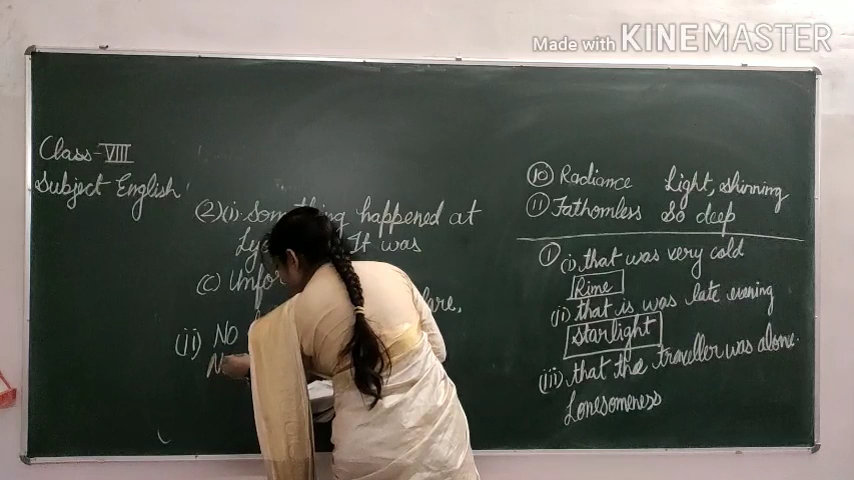 Made with KINEMASTER
Class-VIII
Subject English
(2) (i) Something happened at
It was
(c)
(ii) NO
(10) Radiance Light, shinning
(11) Fathomless So deep
(1) (i) that was very cold
Rime
(ii) that is was late evening
starlight
(iii) that the traveller was alone.
Lonesomeness